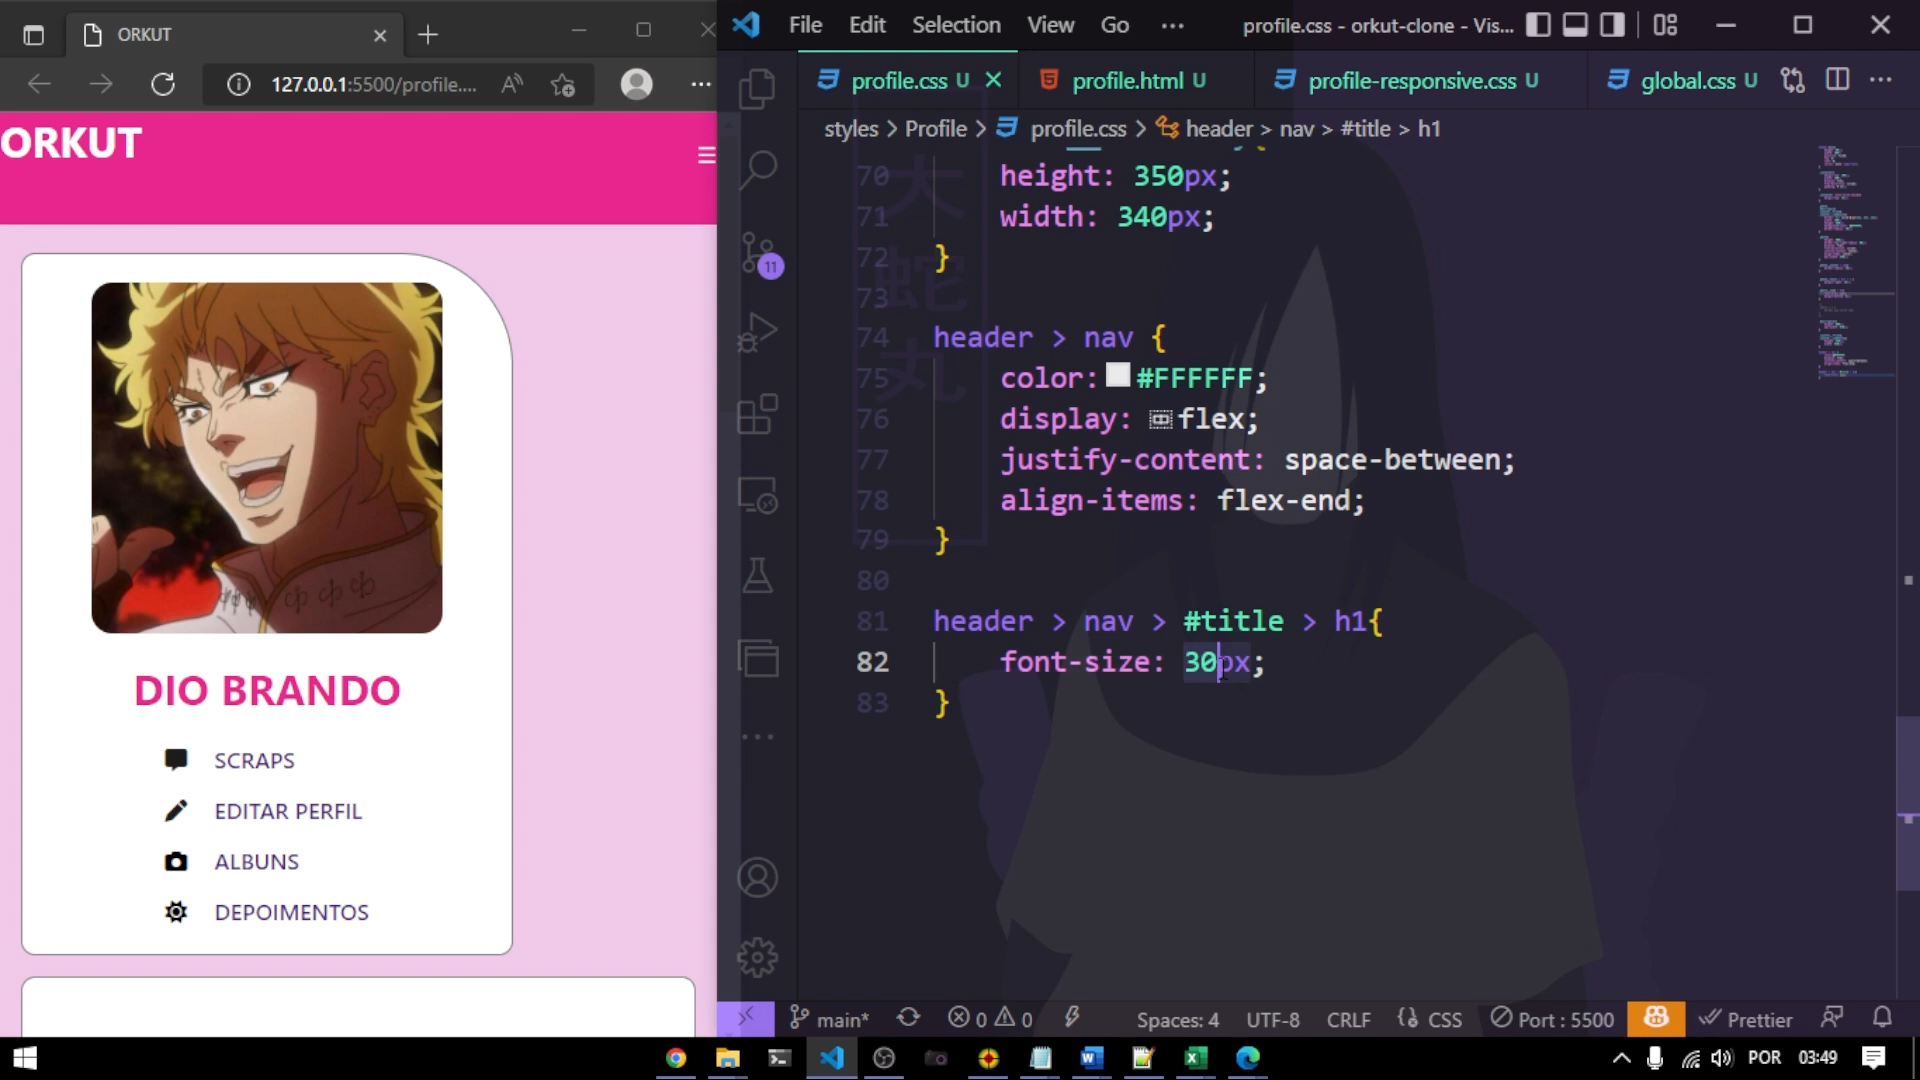 ORKUT
127.0.0.1:5500/profile....
ORKUT
DIO BRANDO
SCRAPS
EDITAR PERFIL
ALBUNS
DEPOIMENTOS
File Edit Selection View Go ··· profile.css - orkut-clone - Vis...
profile.css U profile.html U profile-responsive.css U global.css U
styles > Profile > profile.css > header > nav > #title > h1
大
蛇
丸
11
70 height: 350px;
71 width: 340px;
72 }
73
74 header > nav {
75 color: #FFFFFF;
76 display: flex;
77 justify-content: space-between;
78 align-items: flex-end;
79 }
80
81 header > nav > #title > h1{
82 font-size: 30px;
83 }
main* 0 0 Spaces: 4 UTF-8 CRLF {} CSS Port : 5500 Prettier
POR 03:49